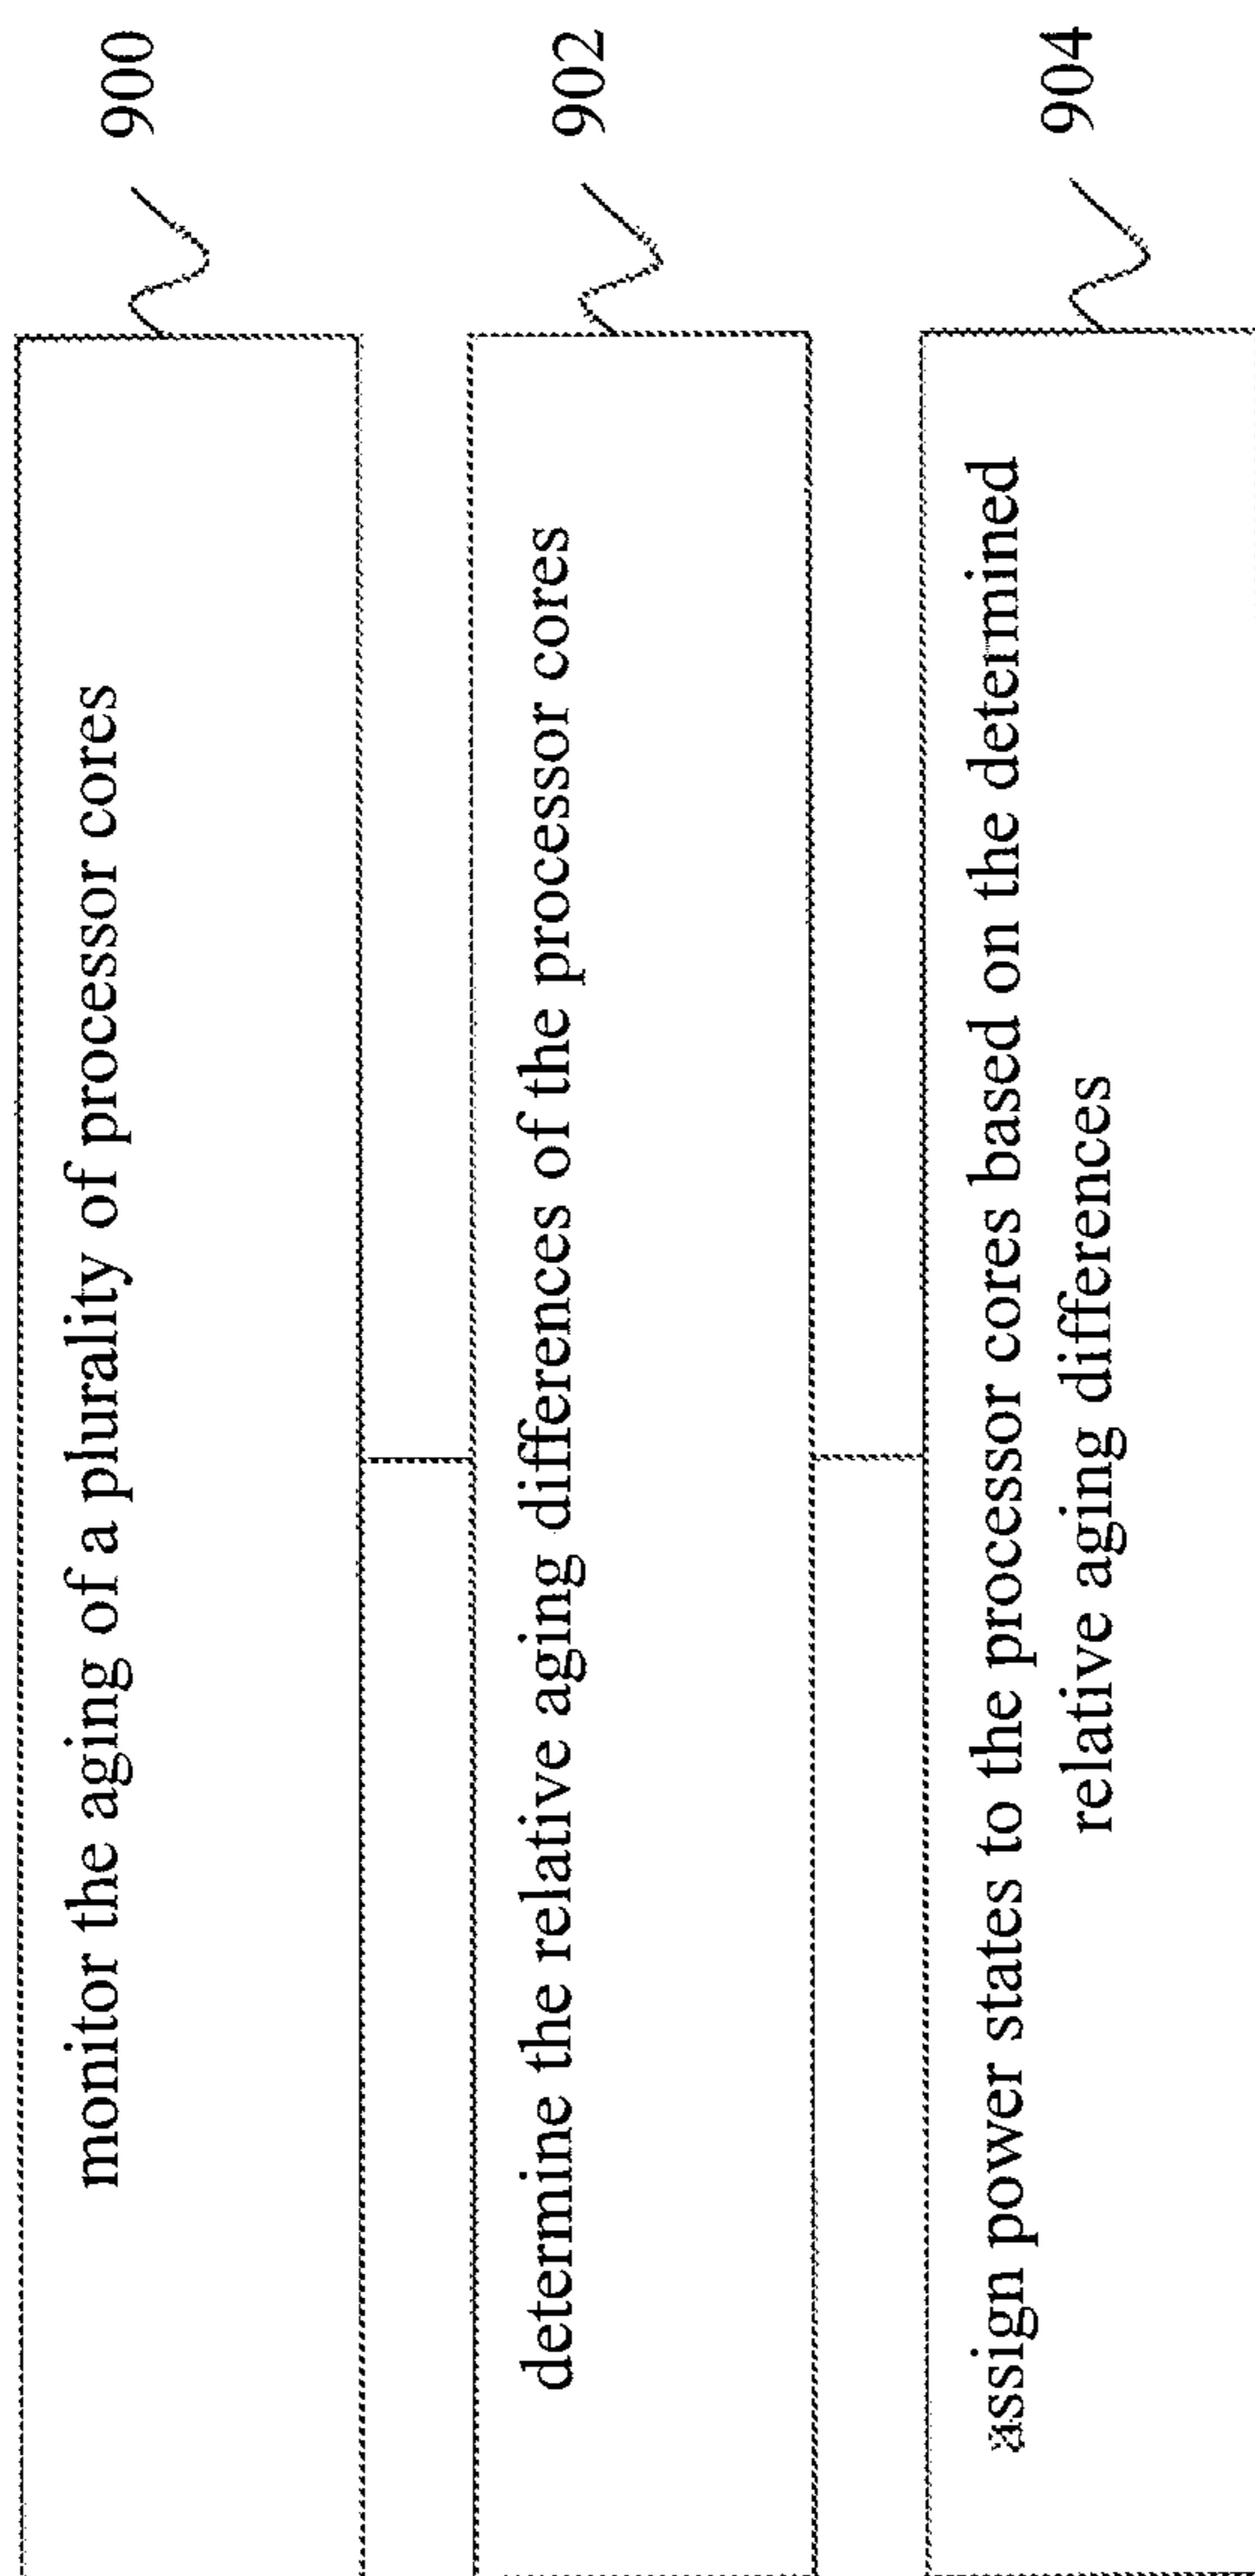 monitor the aging of a plurality of processor cores
900
determine the relative aging differences of the processor cores
902
assign power states to the processor cores based on the determined
relative aging differences
904